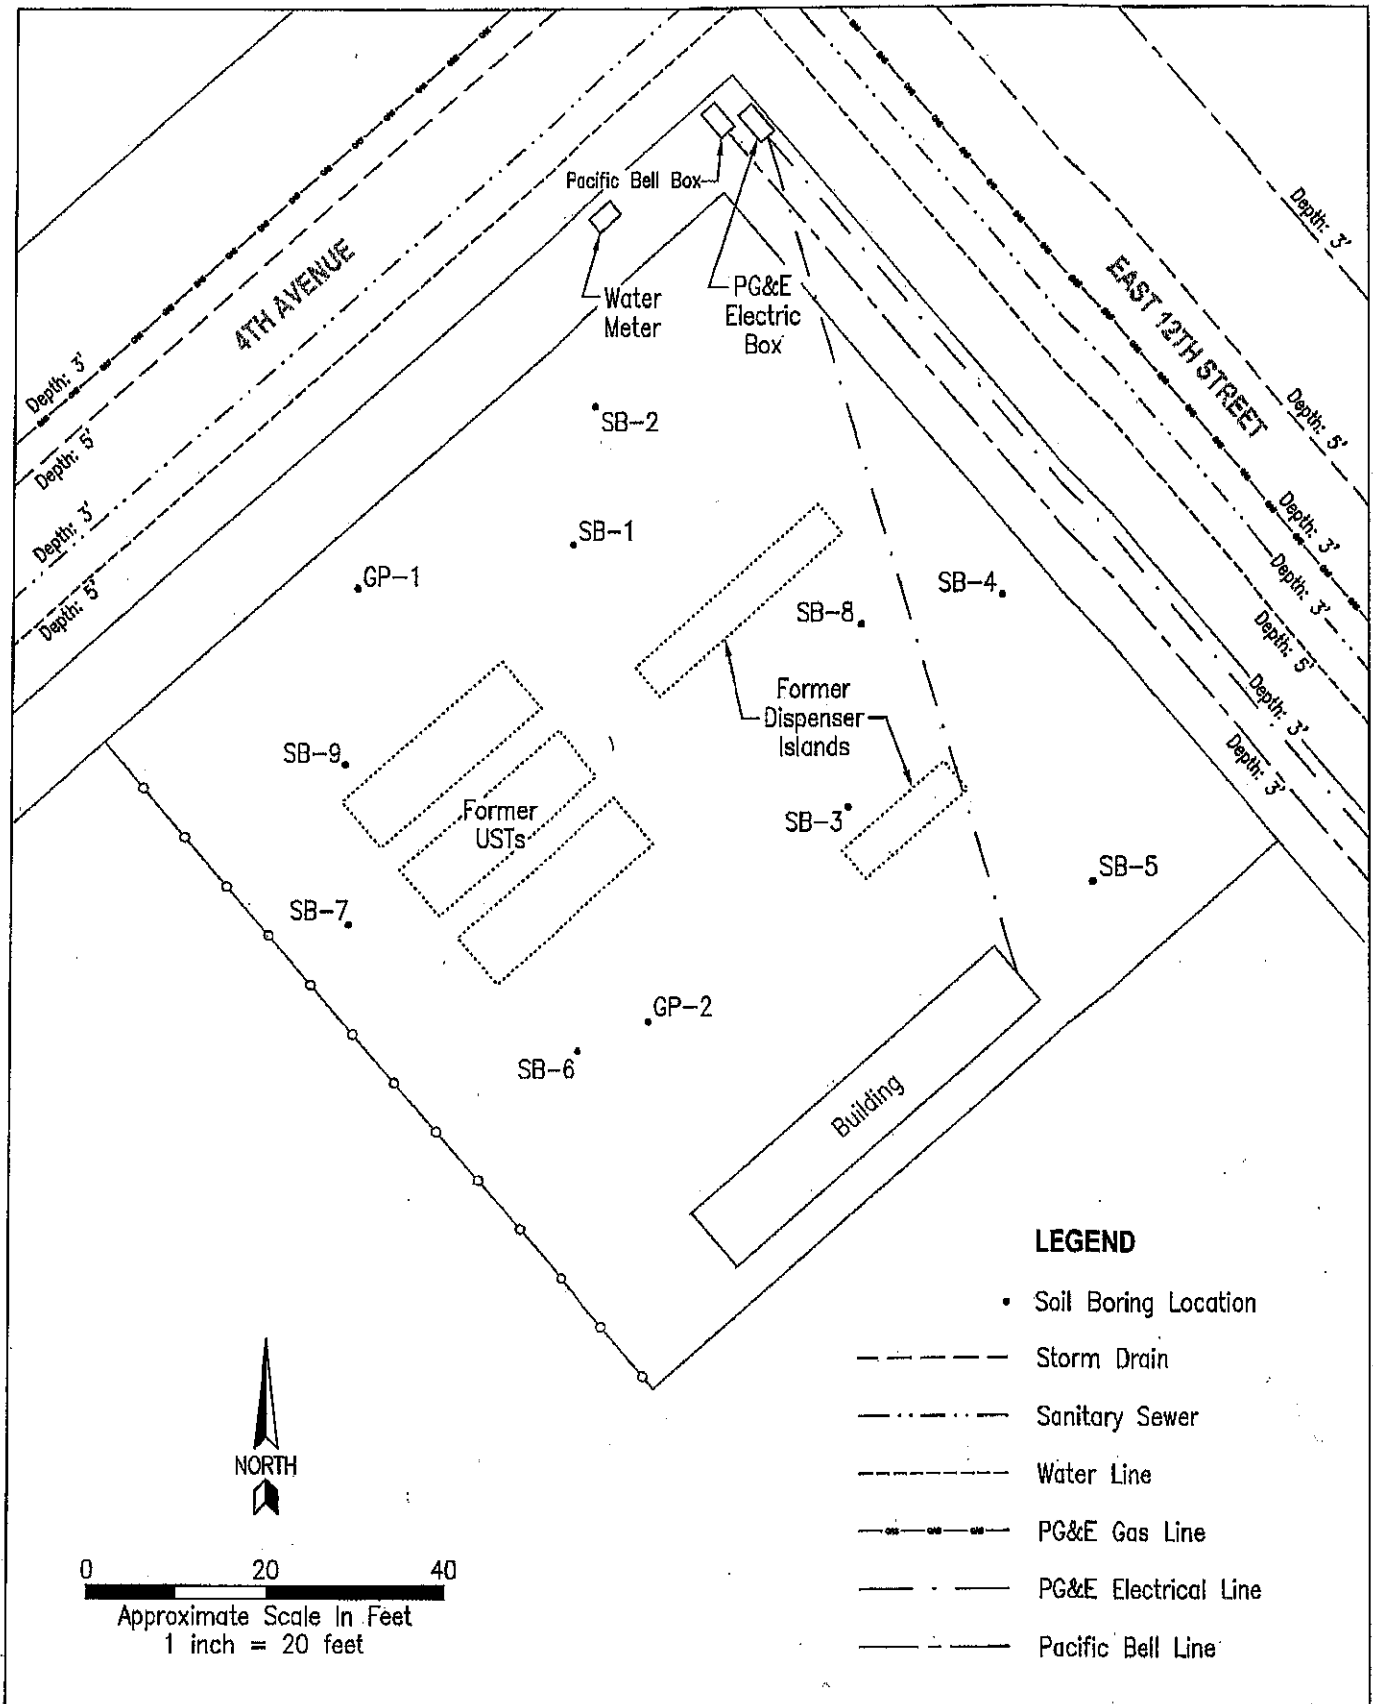 Pacific Bell Box
Depth: 3'
4TH AVENUE
EAST 12TH STREET
Water
Meter
PG&E
Electric
Box
Depth: 3'
Depth: 5'
Depth: 3'
Depth: 5'
SB-2
Depth: 5'
Depth: 3'
Depth: 3'
Depth: 5'
Depth: 3'
Depth: 3'
SB-1
GP-1
SB-4
SB-8
Former
Dispenser
Islands
SB-9
Former
USTs
SB-3
SB-5
SB-7
GP-2
SB-6
Building
LEGEND
Soil Boring Location
Storm Drain
Sanitary Sewer
Water Line
GAS GAS GAS PG&E Gas Line
PG&E Electrical Line
Pacific Bell Line
NORTH
0 20 40
Approximate Scale In Feet
1 inch = 20 feet